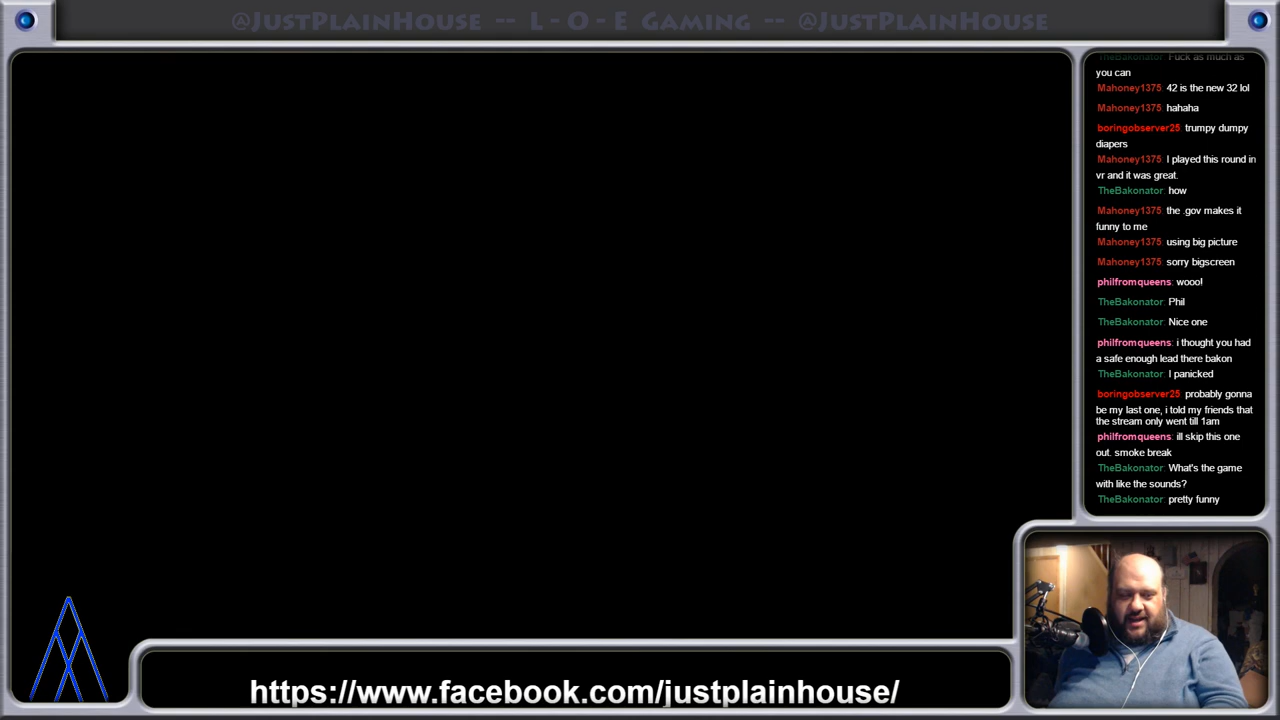 @JustPlainHouse -- L - O - E Gaming -- @JustPlainHouse
TheBakonator: Fuck as much as
you can
Mahoney1375: 42 is the new 32 lol
Mahoney1375: hahaha
boringobserver25: trumpy dumpy
diapers
Mahoney1375: I played this round in
vr and it was great.
TheBakonator: how
Mahoney1375: the .gov makes it
funny to me
Mahoney1375: using big picture
Mahoney1375: sorry bigscreen
philfromqueens: wooo!
TheBakonator: Phil
TheBakonator: Nice one
philfromqueens: i thought you had
a safe enough lead there bakon
TheBakonator: I panicked
boringobserver25: probably gonna
be my last one, i told my friends that
the stream only went till 1am
philfromqueens: ill skip this one
out. smoke break
TheBakonator: What's the game
with like the sounds?
TheBakonator: pretty funny
https://www.facebook.com/justplainhouse/